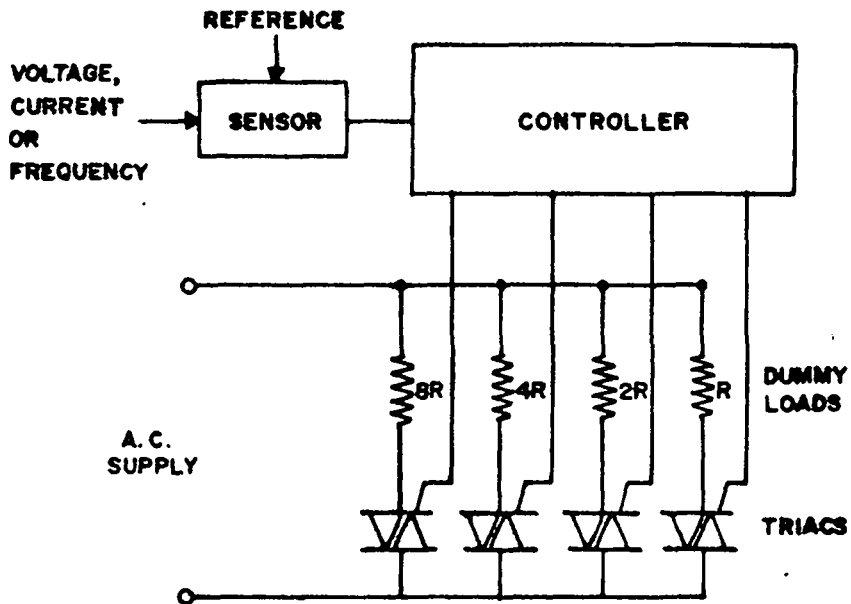 REFERENCE
VOLTAGE,
CURRENT
OR
FREQUENCY
SENSOR
CONTROLLER
8R
4R
2R
R
DUMMY
LOADS
A.C.
SUPPLY
TRIACS